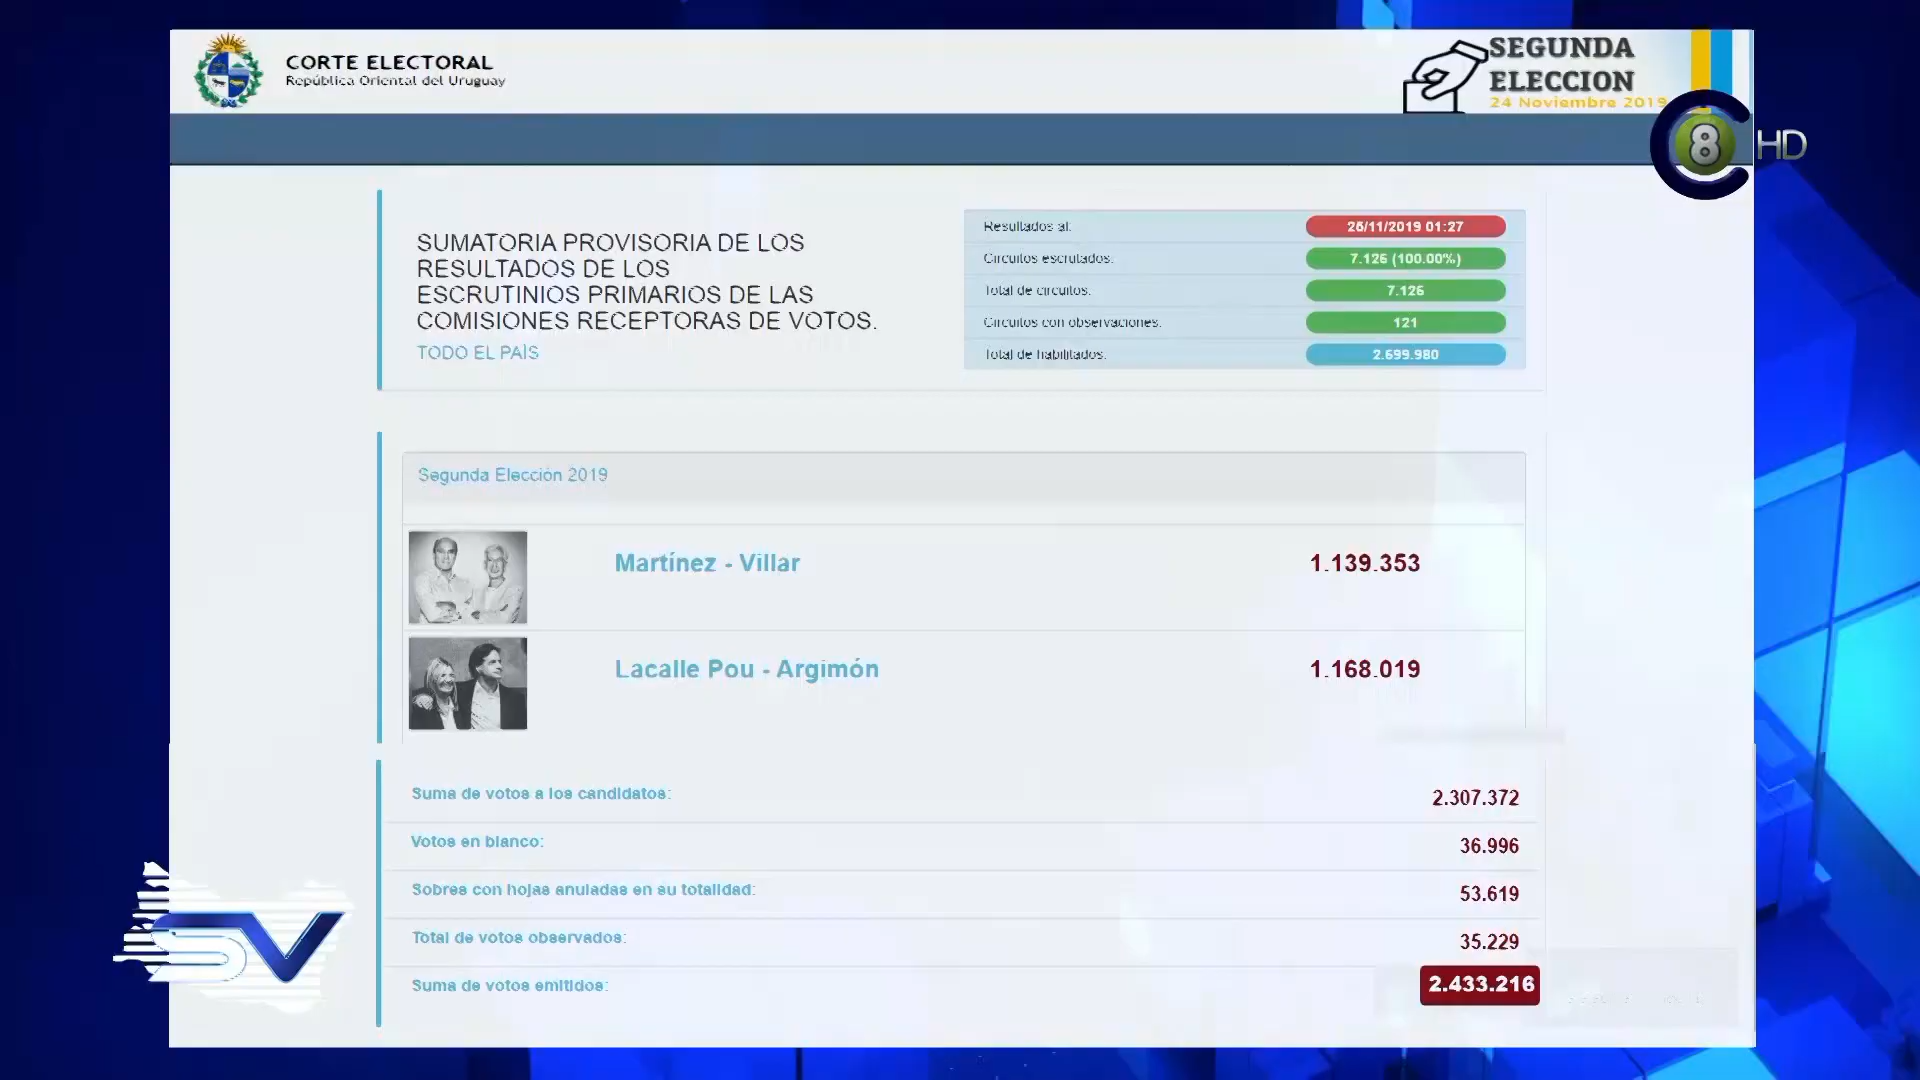 CORTE ELECTORAL
República Oriental del Uruguay
SEGUNDA
ELECCION
24 Noviembre 2019
8 HD
SUMATORIA PROVISORIA DE LOS
RESULTADOS DE LOS
ESCRUTINIOS PRIMARIOS DE LAS
COMISIONES RECEPTORAS DE VOTOS.
TODO EL PAÍS
Resultados al: 25/11/2019 01:27
Circuitos escrutados: 7.126 (100.00%)
Total de circuitos: 7.126
Circuitos con observaciones: 121
Total de habilitados: 2.699.980
Segunda Elección 2019
Martínez - Villar 1.139.353
Lacalle Pou - Argimón 1.168.019
Suma de votos a los candidatos: 2.307.372
Votos en blanco: 36.996
Sobres con hojas anuladas en su totalidad: 53.619
Total de votos observados: 35.229
Suma de votos emitidos: 2.433.216
SV